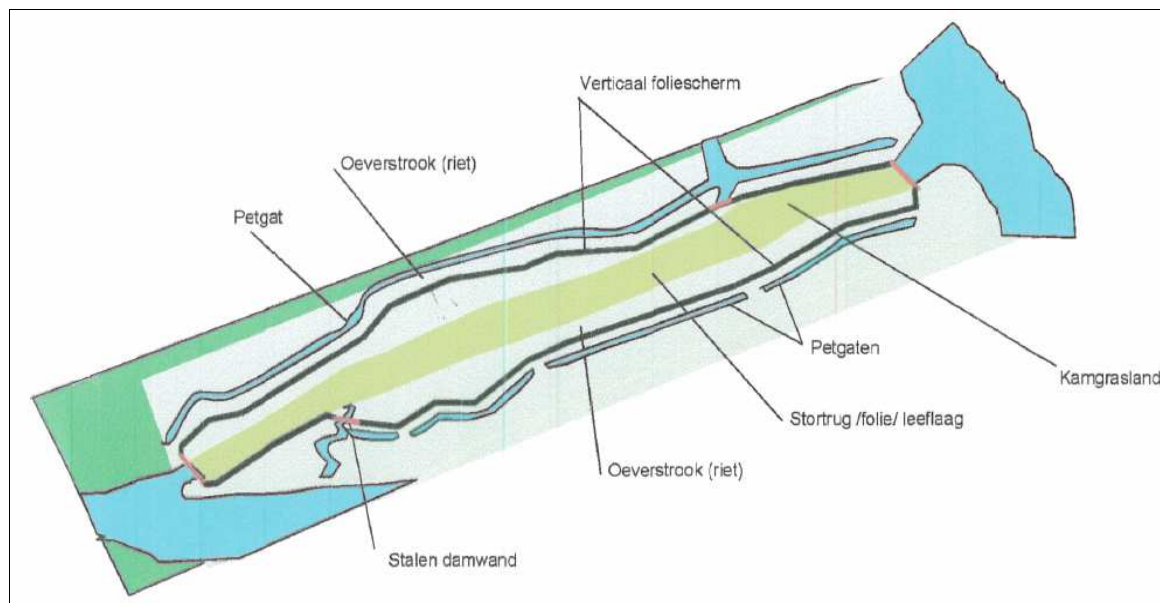 Verticaal foliescherm
Oeverstrook (riet)
Petgat
Petgaten
Kamgrasland
Stortrug /folie/ leeflaag
Oeverstrook (riet)
Stalen damwand